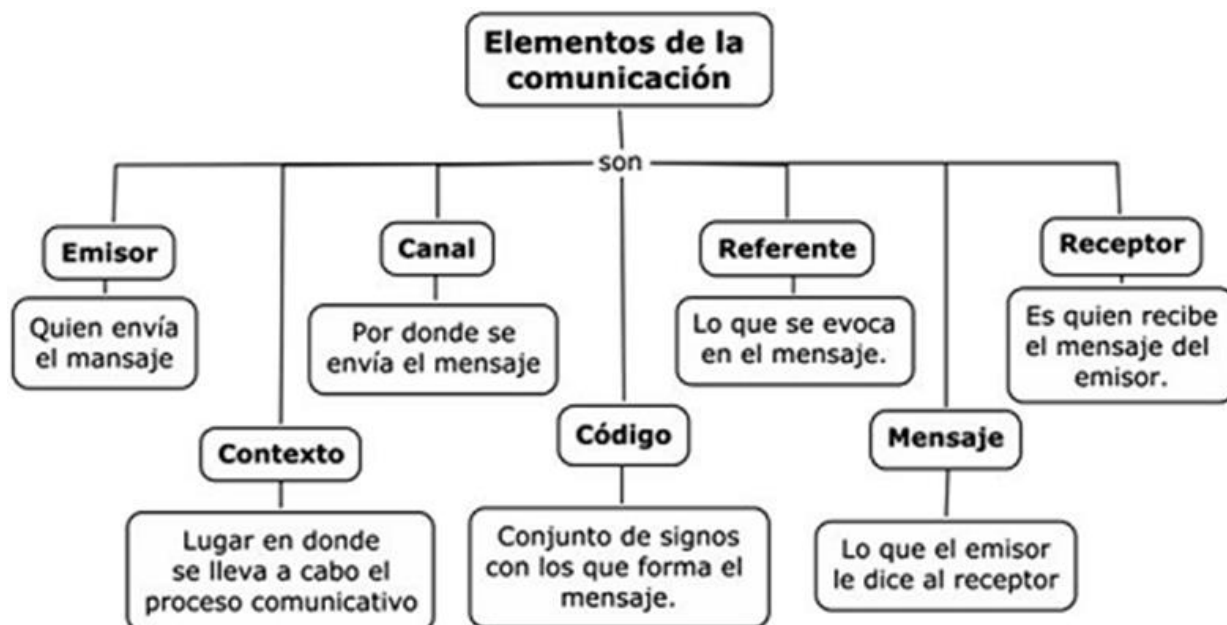 Elementos de la
comunicación
son
Emisor
Quien envía
el mansaje
Contexto
Lugar en donde
se lleva a cabo el
proceso comunicativo
Canal
Por donde se
envía el mensaje
Código
Conjunto de signos
con los que forma el
mensaje.
Referente
Lo que se evoca
en el mensaje.
Mensaje
Lo que el emisor
le dice al receptor
Receptor
Es quien recibe
el mensaje del
emisor.